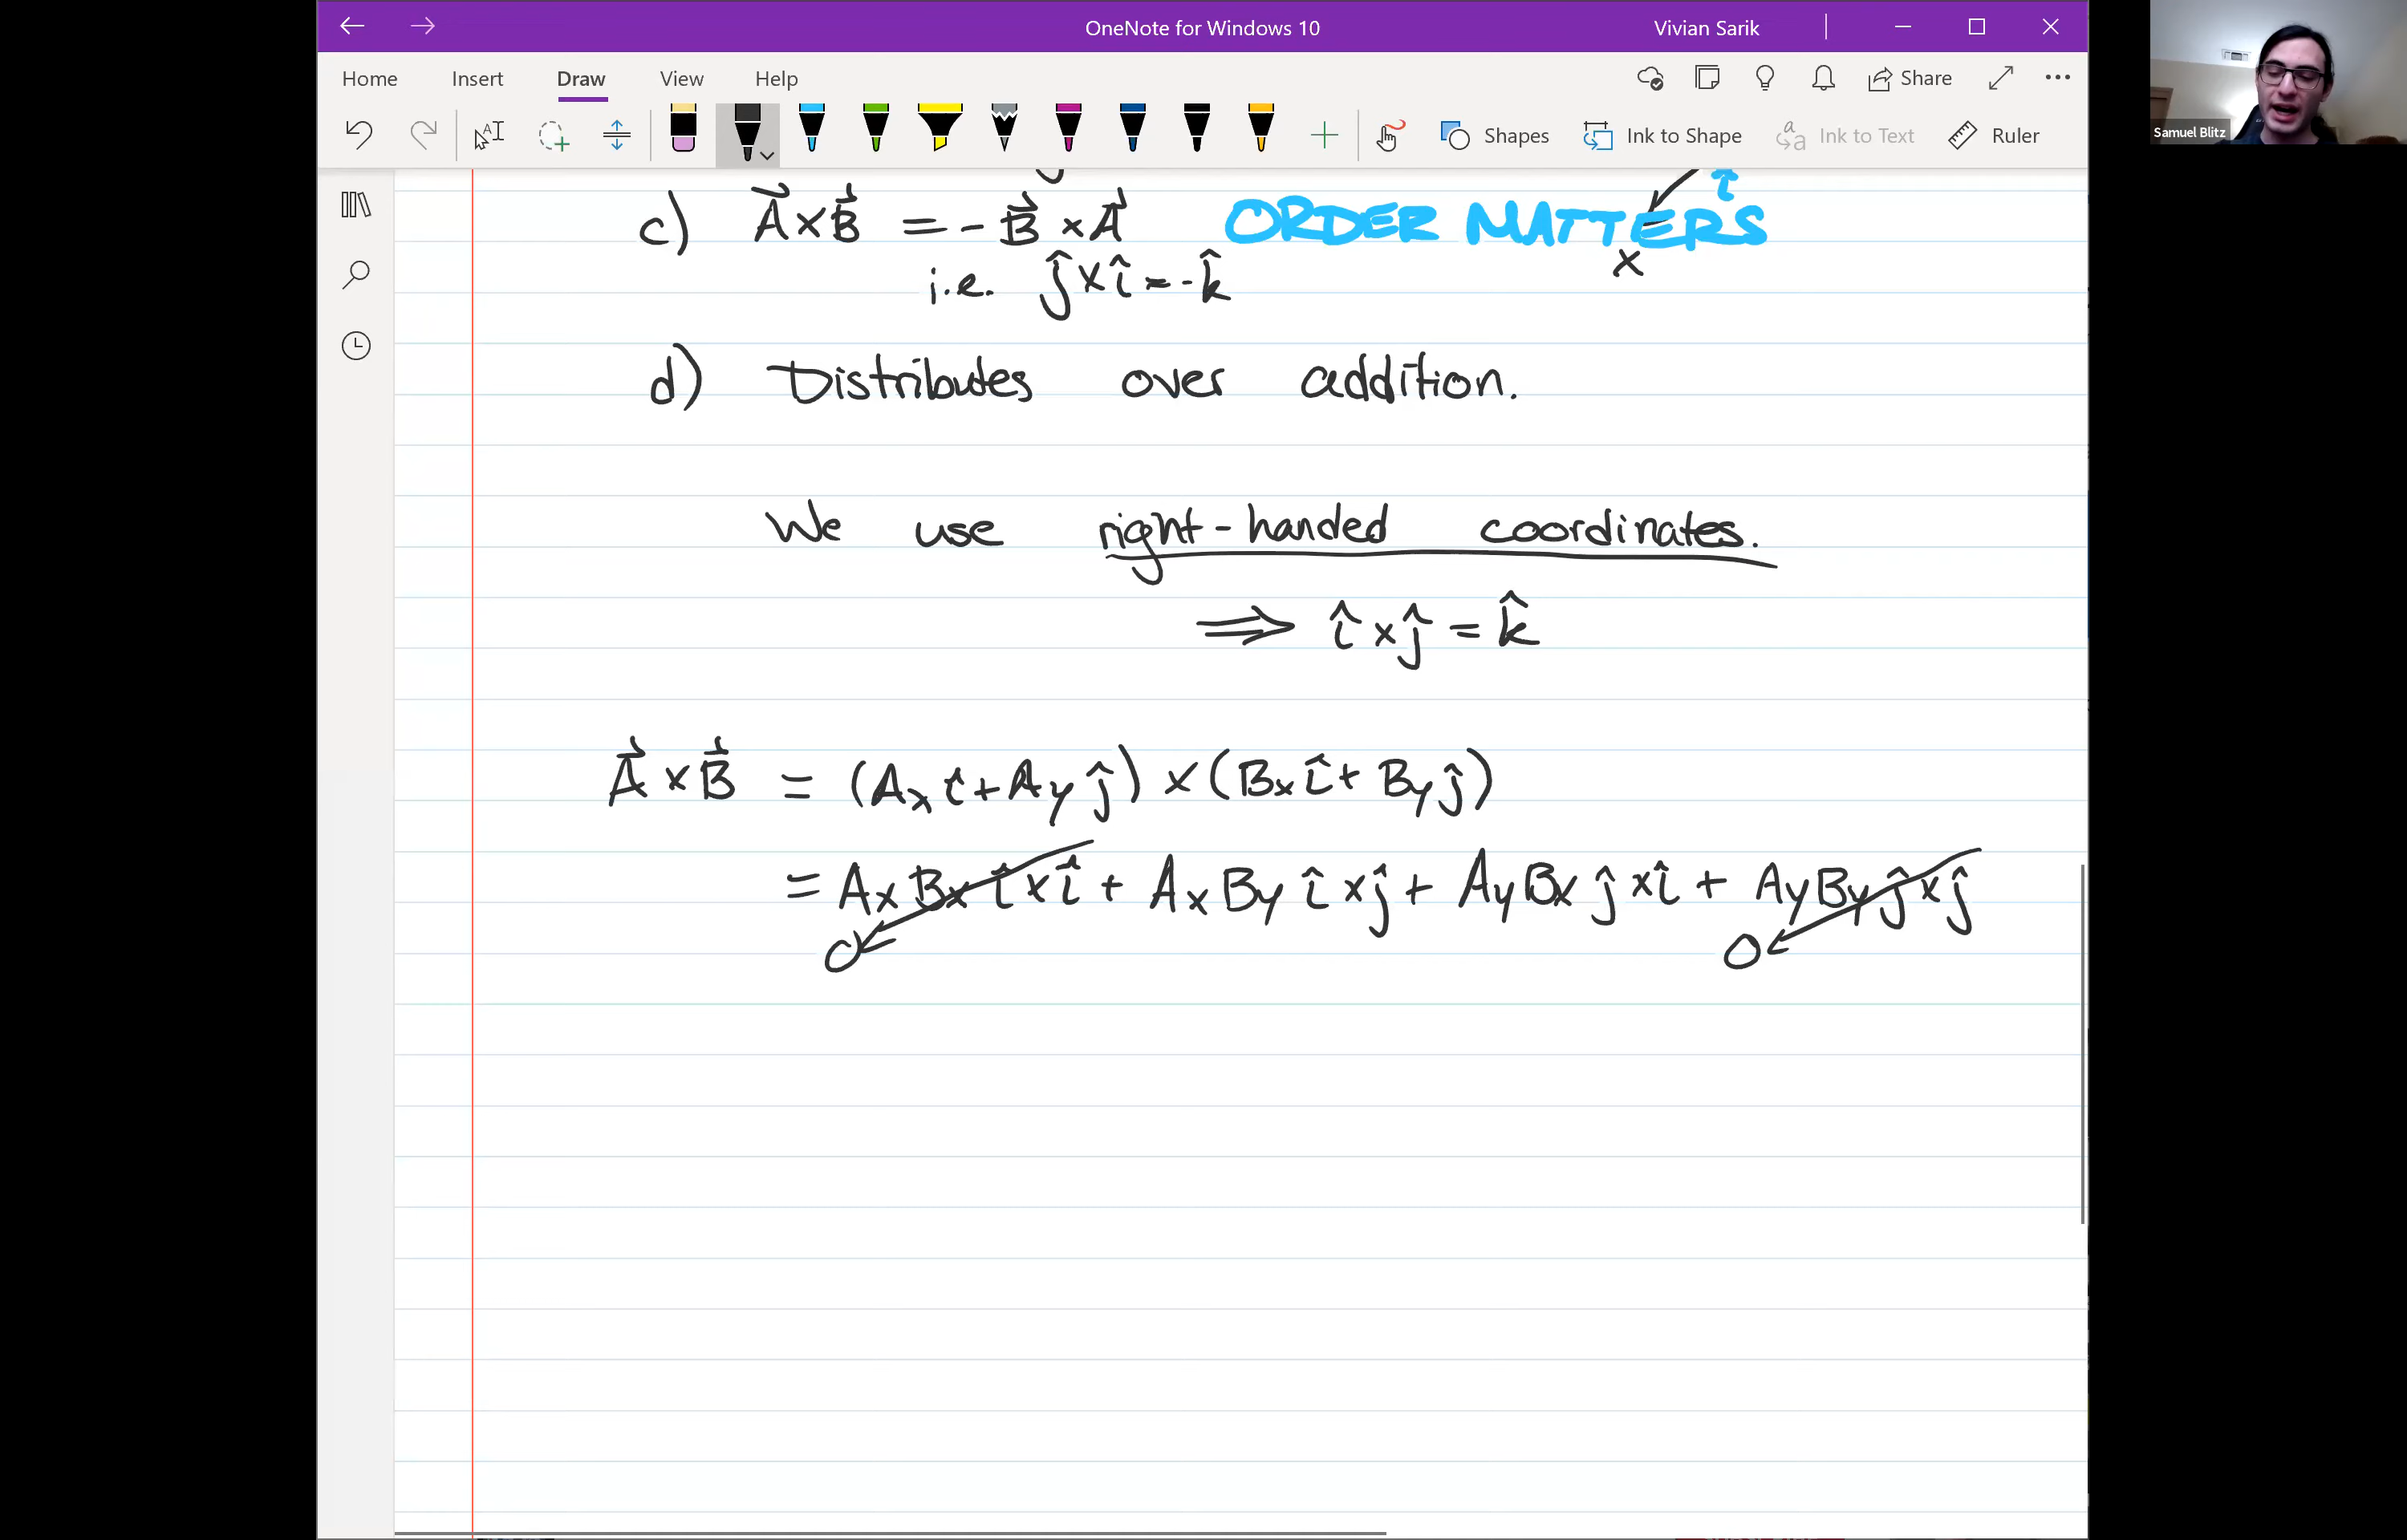 OneNote for Windows 10 Vivian Sarik
Home Insert Draw View Help Share
Shapes Ink to Shape Ink to Text Ruler
Samuel Blitz
c) A⃗ × B⃗ = - B⃗ × A⃗ ORDER MATTERS î
x
i.e. ĵ × î = - k̂
d) Distributes over addition.
We use right-handed coordinates.
⟹ î × ĵ = k̂
A⃗ × B⃗ = (Ax î + Ay ĵ) × (Bx î + By ĵ)
= Ax Bx î × î + Ax By î × ĵ + Ay Bx ĵ × î + Ay By ĵ × ĵ
0 0